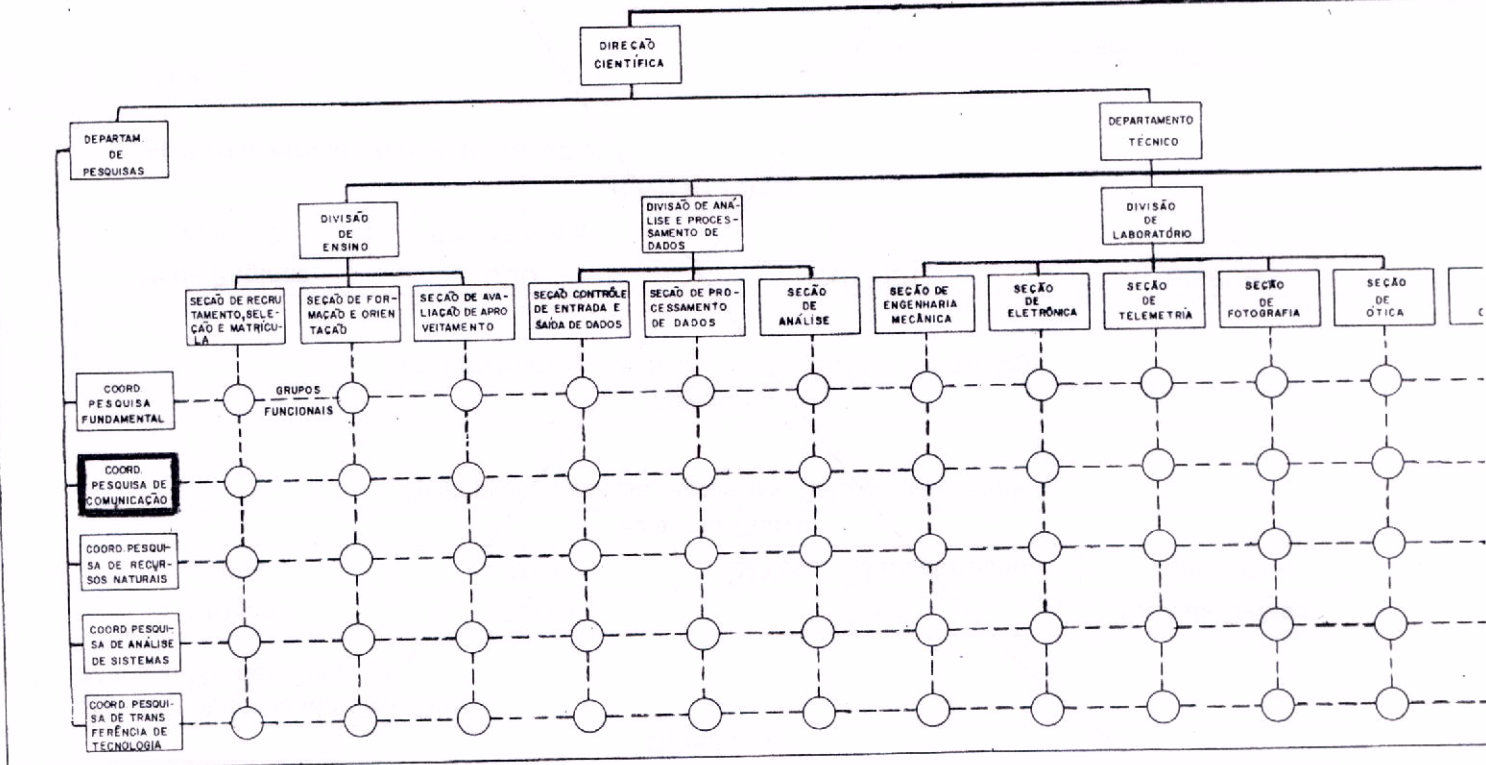 DIREÇÃO
CIENTÍFICA
DEPARTAM.
DE
PESQUISAS
DEPARTAMENTO
TÉCNICO
DIVISÃO
DE
ENSINO
DIVISÃO DE ANÁ-
LISE E PROCES-
SAMENTO DE
DADOS
DIVISÃO
DE
LABORATÓRIO
SEÇÃO DE RECRU
TAMENTO, SELE-
ÇÃO E MATRÍCU-
LA
SEÇÃO DE FOR-
MAÇÃO E ORIEN
TAÇÃO
SEÇÃO DE AVA-
LIAÇÃO DE APRO
VEITAMENTO
SEÇÃO CONTRÔLE
DE ENTRADA E
SAÍDA DE DADOS
SEÇÃO DE PRO-
CESSAMENTO
DE DADOS
SEÇÃO
DE
ANÁLISE
SEÇÃO DE
ENGENHARIA
MECÂNICA
SEÇÃO
DE
ELETRÔNICA
SEÇÃO
DE
TELEMETRIA
SEÇÃO
DE
FOTOGRAFIA
SEÇÃO
DE
ÓTICA
COORD.
PESQUISA
FUNDAMENTAL
GRUPOS
FUNCIONAIS
COORD.
PESQUISA DE
COMUNICAÇÃO
COORD. PESQUI-
SA DE RECUR-
SOS NATURAIS
COORD. PESQUI-
SA DE ANÁLISE
DE SISTEMAS
COORD. PESQUI-
SA DE TRANS
FERÊNCIA DE
TECNOLOGIA